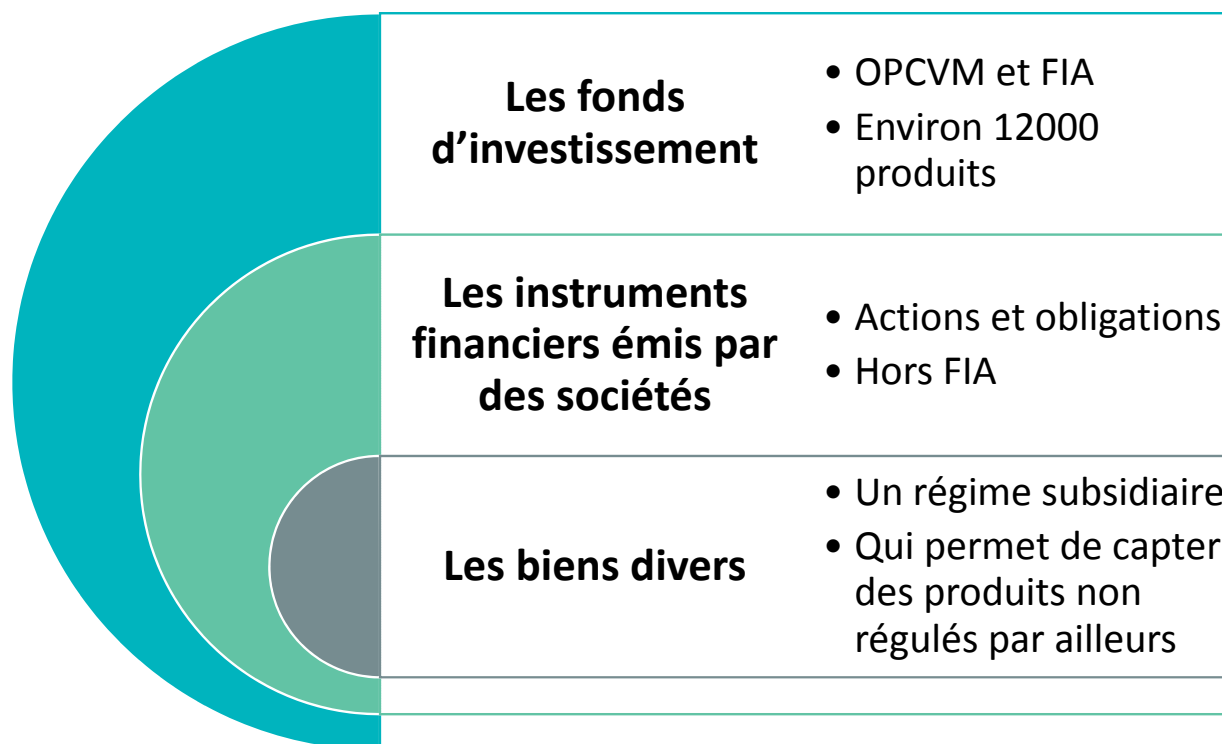 Les fonds
d’investissement
• OPCVM et FIA
• Environ 12000
produits
Les instruments
financiers émis par
des sociétés
• Actions et obligations
• Hors FIA
Les biens divers
• Un régime subsidiaire
• Qui permet de capter
des produits non
régulés par ailleurs